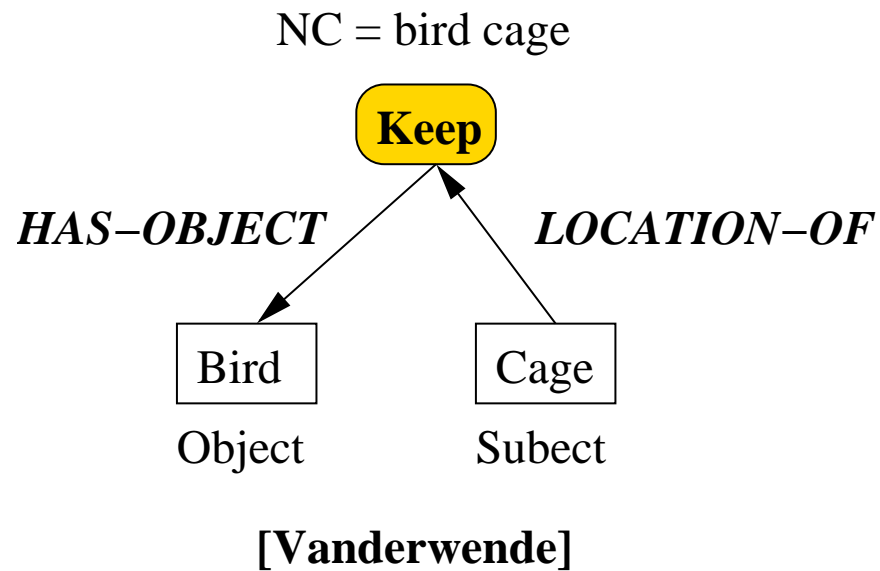 NC = bird cage
Keep
HAS−OBJECT LOCATION−OF
Bird Cage
Object Subect
[Vanderwende]